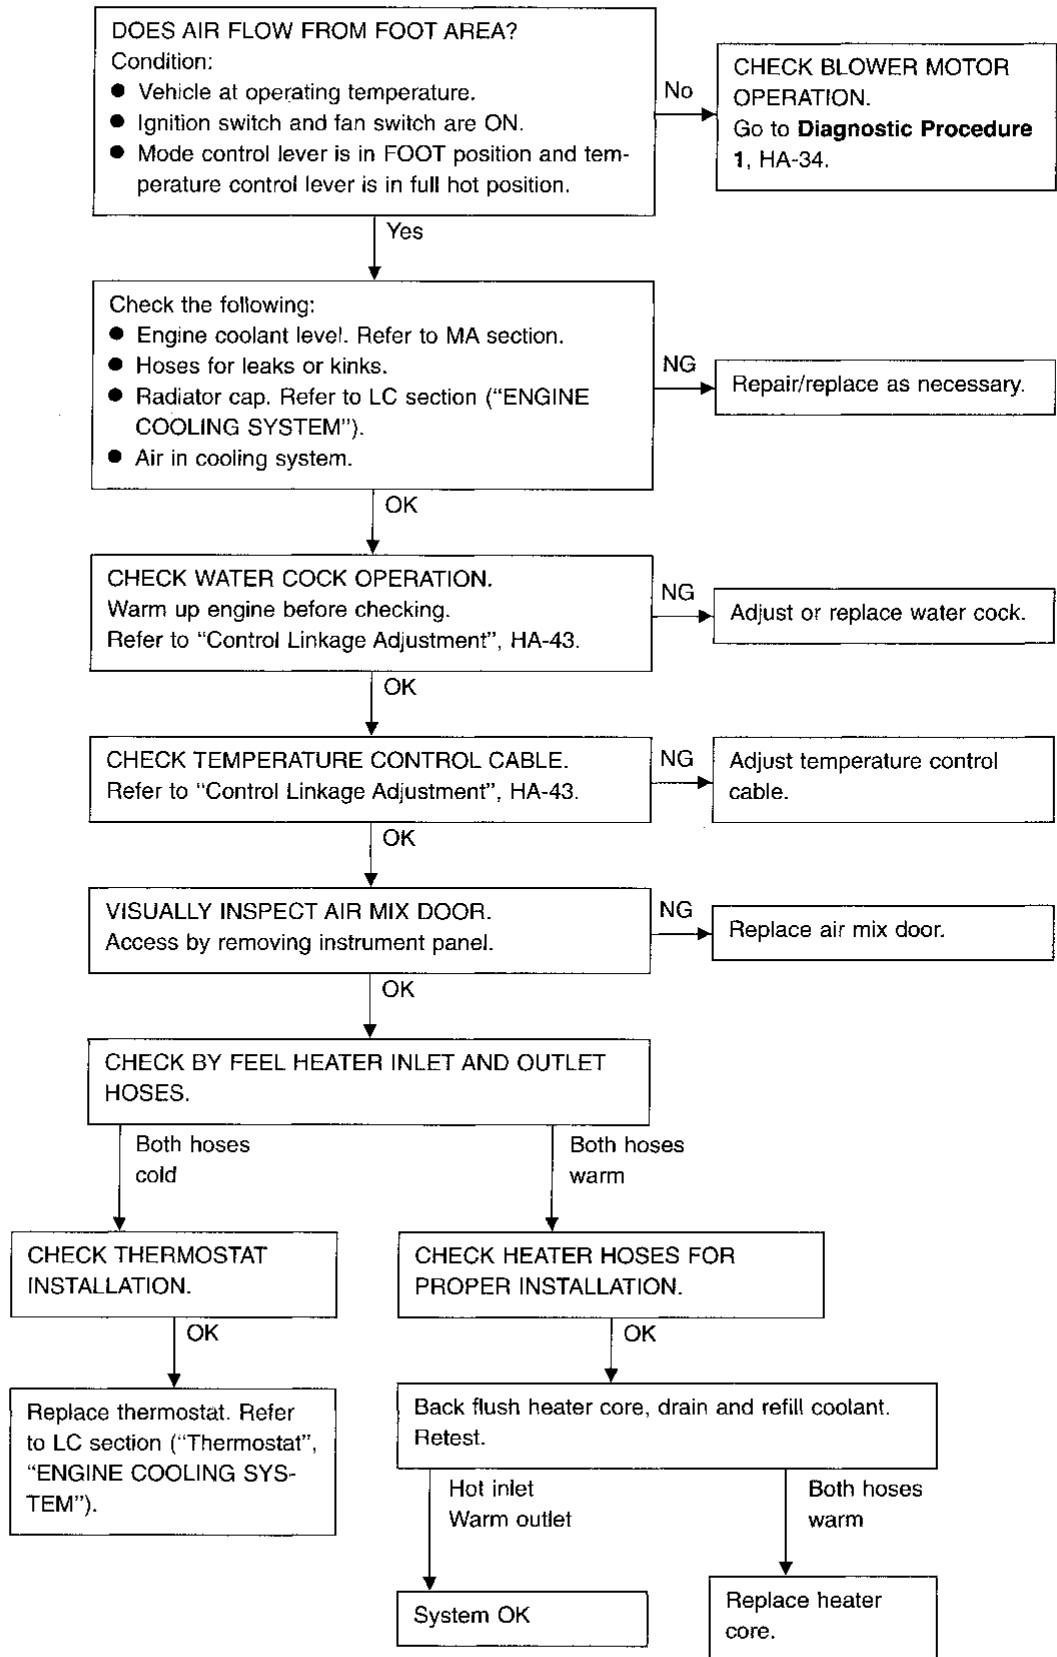 DOES AIR FLOW FROM FOOT AREA?
Condition:
● Vehicle at operating temperature.
● Ignition switch and fan switch are ON.
● Mode control lever is in FOOT position and tem-
perature control lever is in full hot position.
No
CHECK BLOWER MOTOR
OPERATION.
Go to Diagnostic Procedure
1, HA-34.
Yes
Check the following:
● Engine coolant level. Refer to MA section.
● Hoses for leaks or kinks.
● Radiator cap. Refer to LC section (“ENGINE
COOLING SYSTEM”).
● Air in cooling system.
NG
Repair/replace as necessary.
OK
CHECK WATER COCK OPERATION.
Warm up engine before checking.
Refer to “Control Linkage Adjustment”, HA-43.
NG
Adjust or replace water cock.
OK
CHECK TEMPERATURE CONTROL CABLE.
Refer to “Control Linkage Adjustment”, HA-43.
NG
Adjust temperature control
cable.
OK
VISUALLY INSPECT AIR MIX DOOR.
Access by removing instrument panel.
NG
Replace air mix door.
OK
CHECK BY FEEL HEATER INLET AND OUTLET
HOSES.
Both hoses
cold
Both hoses
warm
CHECK THERMOSTAT
INSTALLATION.
CHECK HEATER HOSES FOR
PROPER INSTALLATION.
OK
OK
Replace thermostat. Refer
to LC section (“Thermostat”,
“ENGINE COOLING SYS-
TEM”).
Back flush heater core, drain and refill coolant.
Retest.
Hot inlet
Warm outlet
Both hoses
warm
System OK
Replace heater
core.